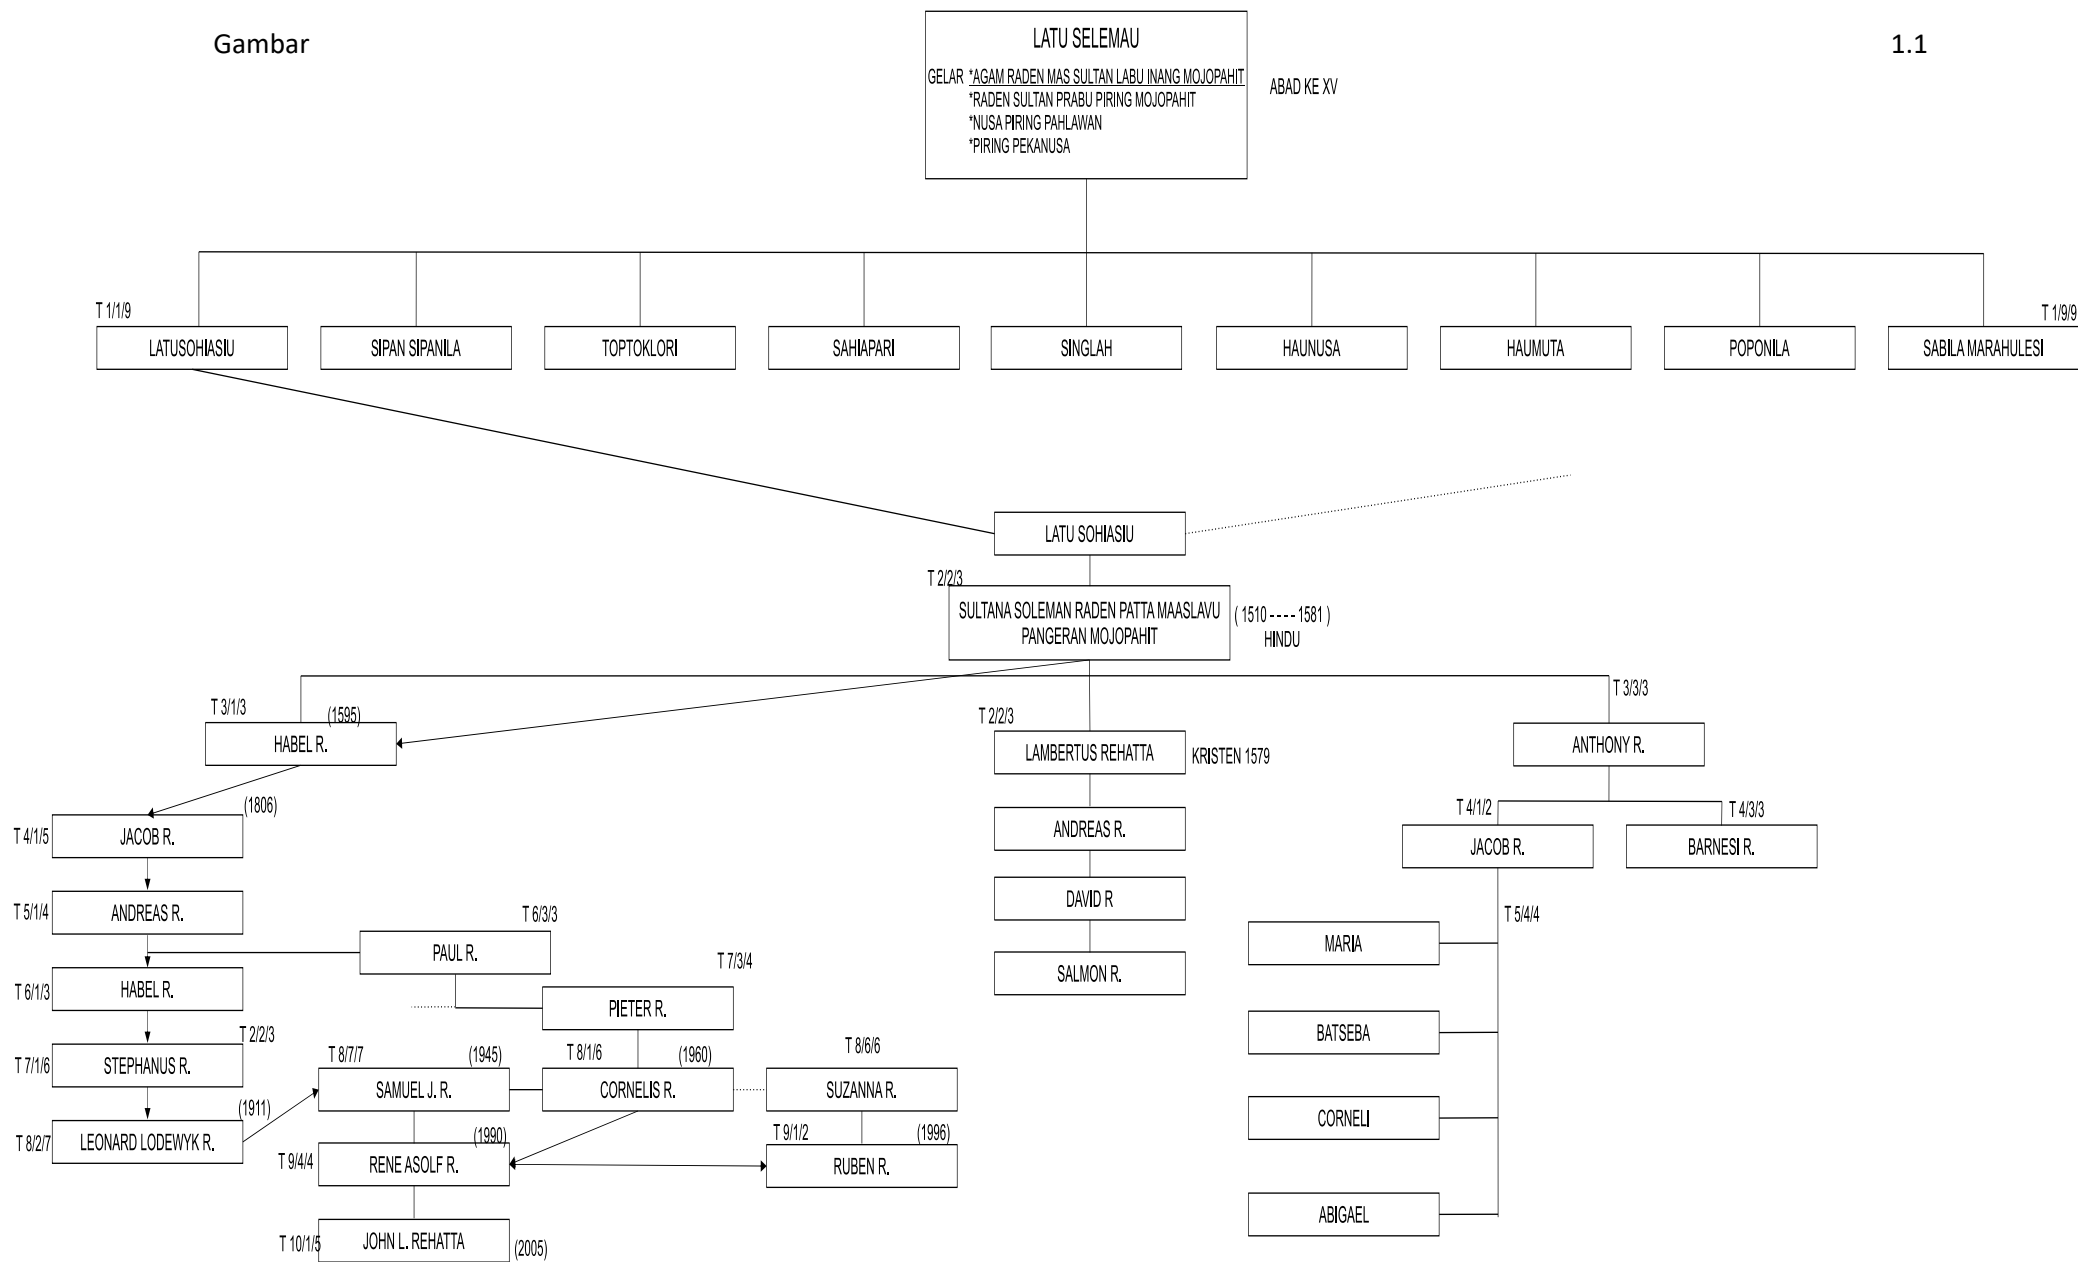 Gambar 1.1
LATU SELEMAU
GELAR *AGAM RADEN MAS SULTAN LABU INANG MOJOPAHIT
*RADEN SULTAN PRABU PIRING MOJOPAHIT
*NUSA PIRING PAHLAWAN
*PIRING PEKANUSA
ABAD KE XV
T 1/1/9
T 1/9/9
LATUSOHIASIU
SIPAN SIPANILA
TOPTOKLORI
SAHIAPARI
SINGLAH
HAUNUSA
HAUMUTA
POPONILA
SABILA MARAHULESI
LATU SOHIASIU
T 2/2/3
SULTANA SOLEMAN RADEN PATTA MAASLAVU
PANGERAN MOJOPAHIT
( 1510 - - - - 1581 )
HINDU
T 3/1/3
(1595)
HABEL R.
T 2/2/3
LAMBERTUS REHATTA
KRISTEN 1579
T 3/3/3
ANTHONY R.
(1806)
T 4/1/5
JACOB R.
ANDREAS R.
T 4/1/2
JACOB R.
T 4/3/3
BARNESI R.
T 5/1/4
ANDREAS R.
DAVID R
T 5/4/4
T 6/3/3
PAUL R.
MARIA
T 6/1/3
HABEL R.
T 7/3/4
PIETER R.
SALMON R.
T 2/2/3
T 7/1/6
STEPHANUS R.
T 8/7/7
(1945)
SAMUEL J. R.
T 8/1/6
(1960)
CORNELIS R.
T 8/6/6
SUZANNA R.
BATSEBA
(1911)
T 8/2/7
LEONARD LODEWYK R.
(1990)
T 9/4/4
RENE ASOLF R.
T 9/1/2
(1996)
RUBEN R.
CORNELI
T 10/1/5
JOHN L. REHATTA
(2005)
ABIGAEL